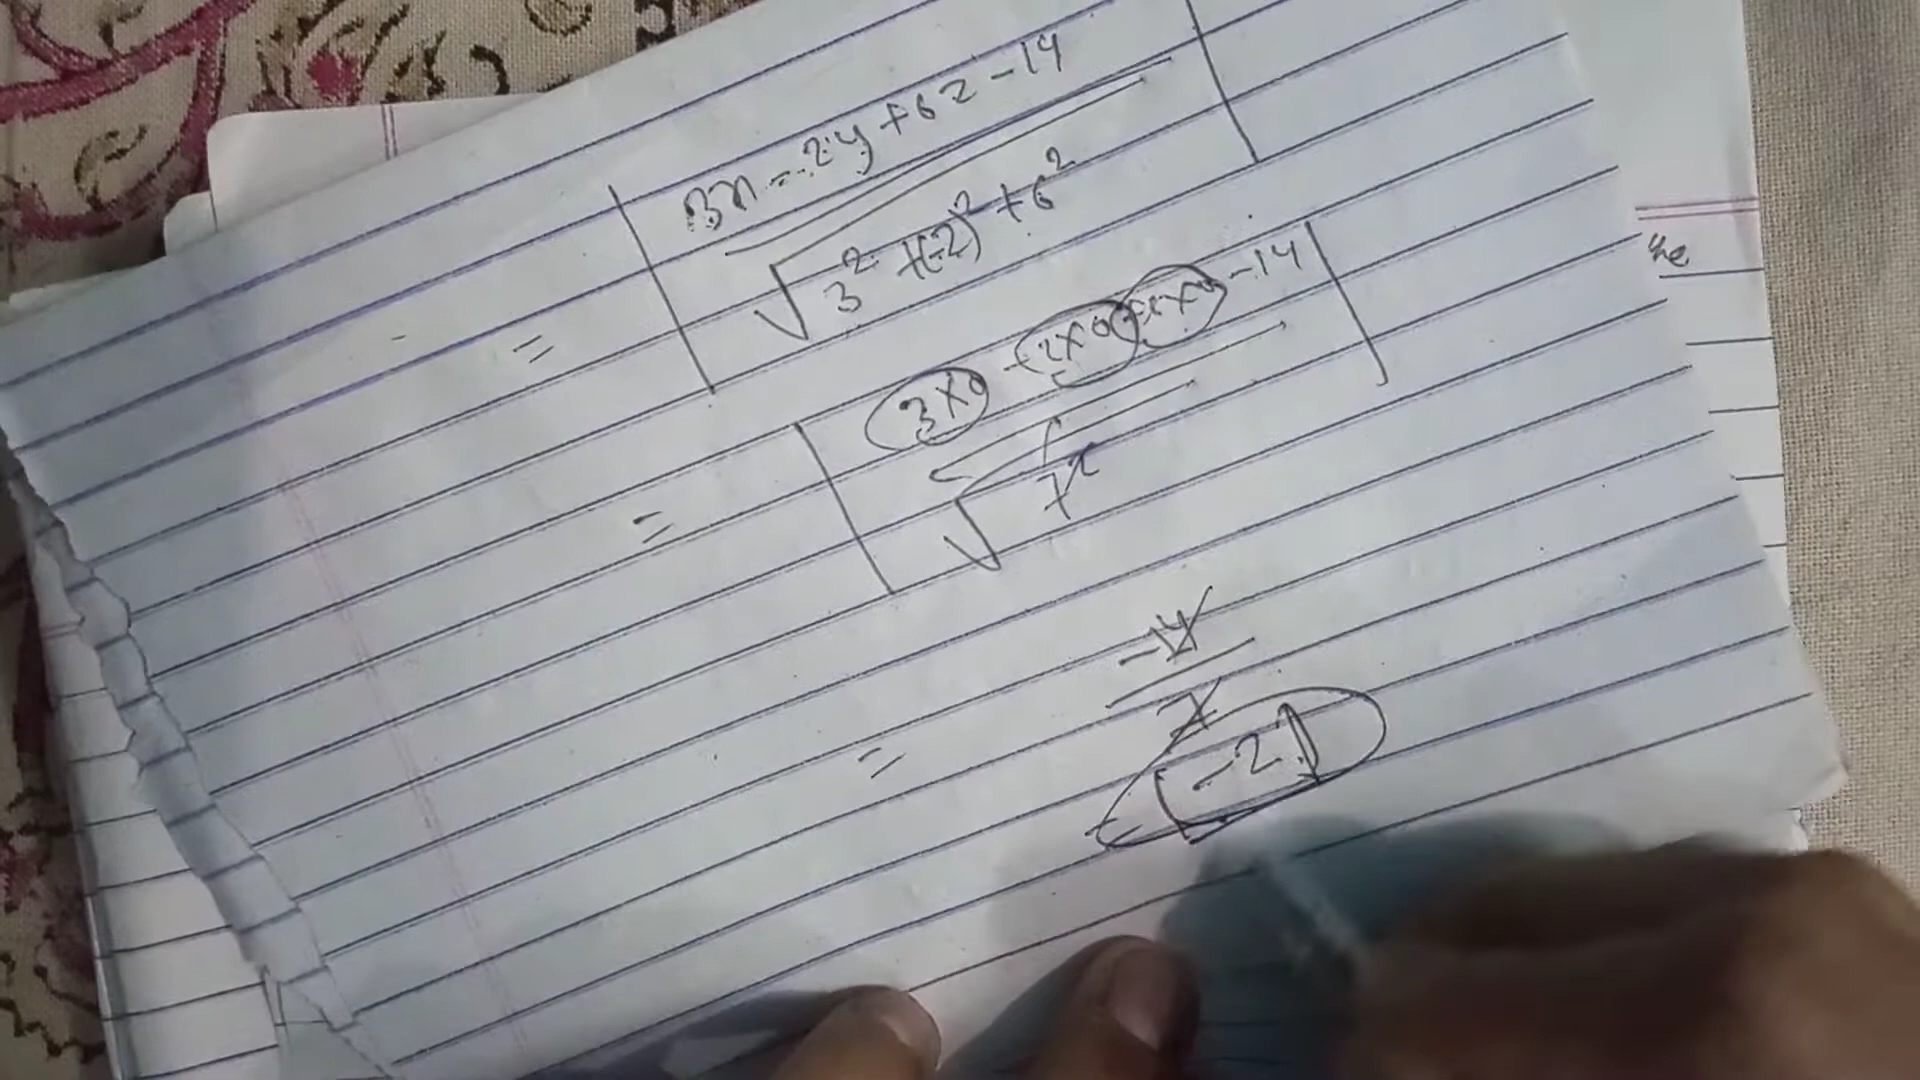 | 3x - 2y + 6z - 14 |
√3² + (-2)² + 6²
= | 3×0 - 2×0 + 6×0 - 14 |
√7²
= -14
7
-2
the